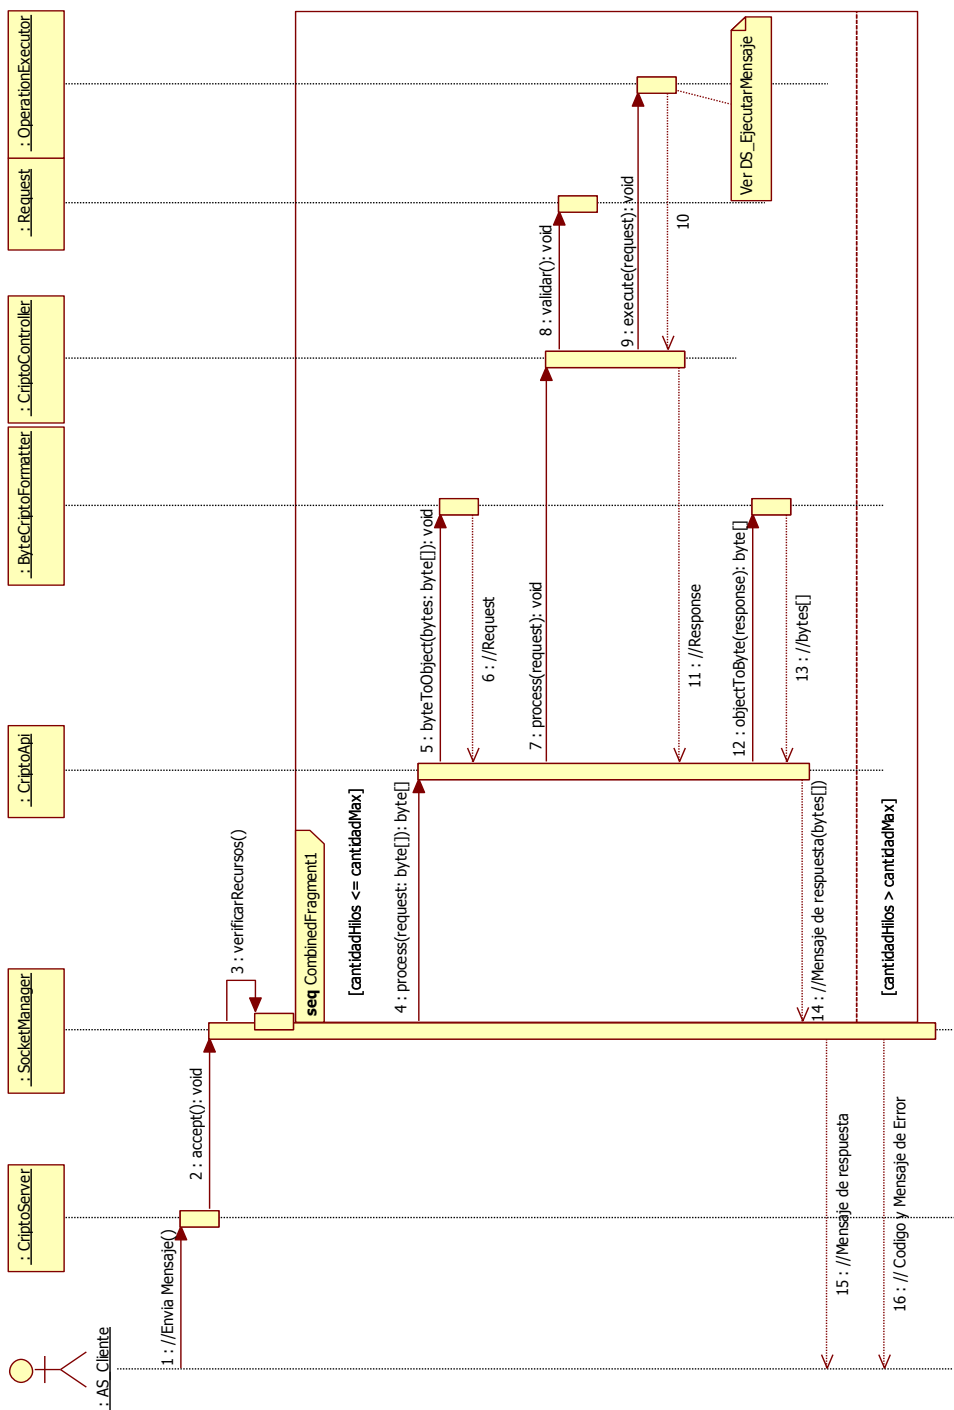 : AS_Cliente
: CriptoServer
: SocketManager
: CriptoApi
: ByteCriptoFormatter
: CriptoController
: Request
: OperationExecutor
1 : //Envia Mensaje()
2 : accept(): void
3 : verificarRecursos()
seq CombinedFragment1
[cantidadHilos <= cantidadMax]
4 : process(request: byte[]): byte[]
5 : byteToObject(bytes: byte[]): void
6 : //Request
7 : process(request): void
8 : validar(): void
9 : execute(request): void
10
Ver DS_EjecutarMensaje
11 : //Response
12 : objectToByte(response): byte[]
13 : //bytes[]
14 : //Mensaje de respuesta(bytes[])
15 : //Mensaje de respuesta
[cantidadHilos > cantidadMax]
16 : // Codigo y Mensaje de Error